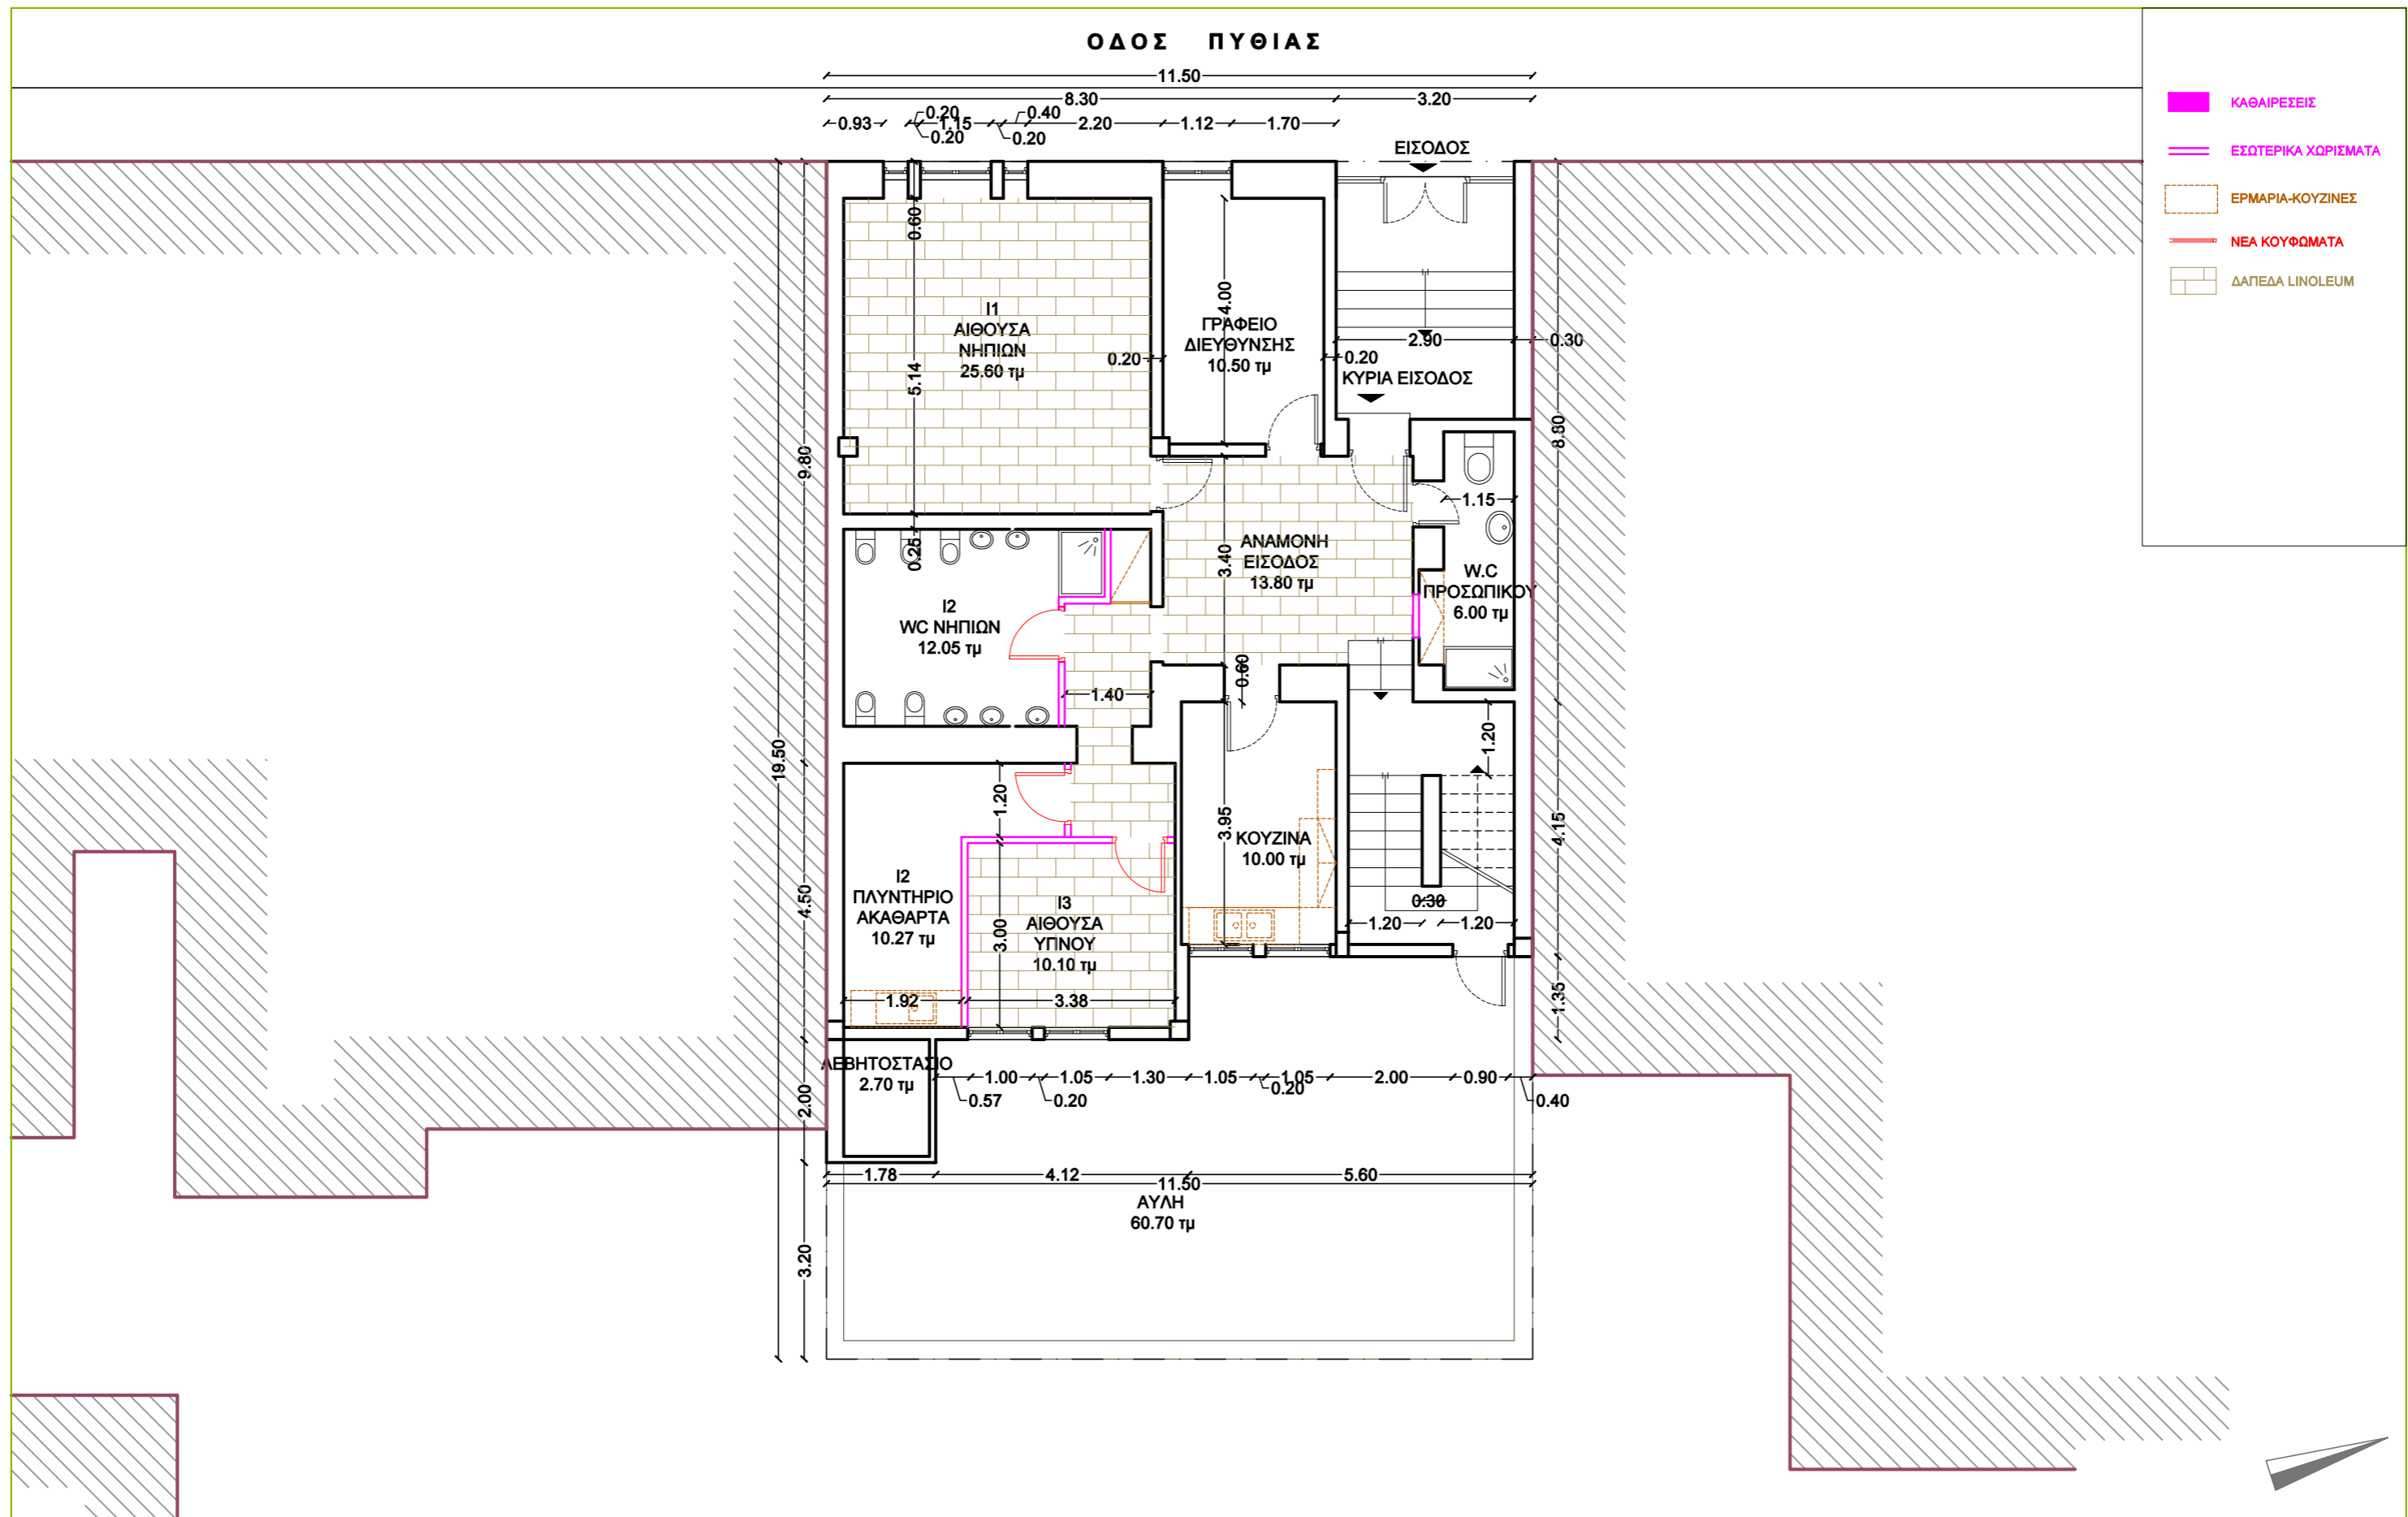 ΟΔΟΣ ΠΥΘΙΑΣ
11.50
8.30
3.20
0.93
0.20
0.20
1.15
0.40
0.20
2.20
1.12
1.70
ΕΙΣΟΔΟΣ
ΚΑΘΑΙΡΕΣΕΙΣ
ΕΣΩΤΕΡΙΚΑ ΧΩΡΙΣΜΑΤΑ
ΕΡΜΑΡΙΑ-ΚΟΥΖΙΝΕΣ
ΝΕΑ ΚΟΥΦΩΜΑΤΑ
ΔΑΠΕΔΑ LINOLEUM
0.60
5.14
Ι1
ΑΙΘΟΥΣΑ
ΝΗΠΙΩΝ
25.60 τμ
0.20
4.00
ΓΡΑΦΕΙΟ
ΔΙΕΥΘΥΝΣΗΣ
10.50 τμ
0.20
2.90
0.30
ΚΥΡΙΑ ΕΙΣΟΔΟΣ
9.80
8.80
1.15
0.25
3.40
ΑΝΑΜΟΝΗ
ΕΙΣΟΔΟΣ
13.80 τμ
W.C
ΠΡΟΣΩΠΙΚΟΥ
6.00 τμ
Ι2
WC ΝΗΠΙΩΝ
12.05 τμ
1.40
0.60
19.50
1.20
1.20
3.95
ΚΟΥΖΙΝΑ
10.00 τμ
4.15
4.50
Ι2
ΠΛΥΝΤΗΡΙΟ
ΑΚΑΘΑΡΤΑ
10.27 τμ
3.00
Ι3
ΑΙΘΟΥΣΑ
ΥΠΝΟΥ
10.10 τμ
0.30
1.20
1.20
1.92
3.38
1.35
ΛΕΒΗΤΟΣΤΑΣΙΟ
2.70 τμ
2.00
0.57
1.00
0.20
1.05
1.30
1.05
0.20
1.05
2.00
0.90
0.40
1.78
4.12
5.60
11.50
ΑΥΛΗ
60.70 τμ
3.20